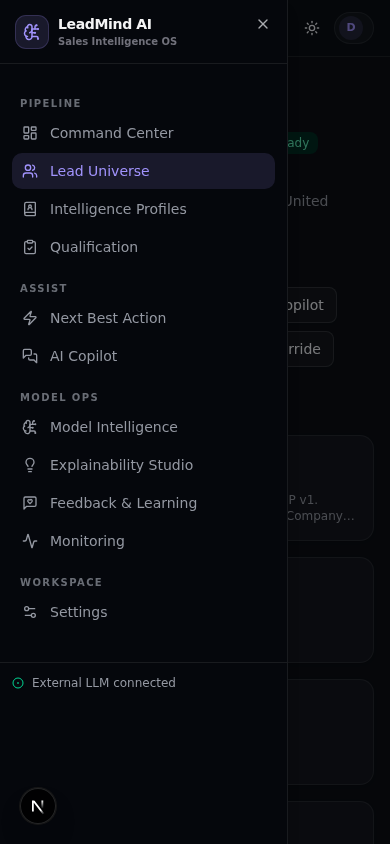 LeadMind AI
Sales Intelligence OS
D
PIPELINE
Command Center
Lead Universe
Intelligence Profiles
Qualification
ASSIST
Next Best Action
AI Copilot
MODEL OPS
Model Intelligence
Explainability Studio
Feedback & Learning
Monitoring
WORKSPACE
Settings
External LLM connected
N
ady
United
opilot
rride
P v1.
Company...